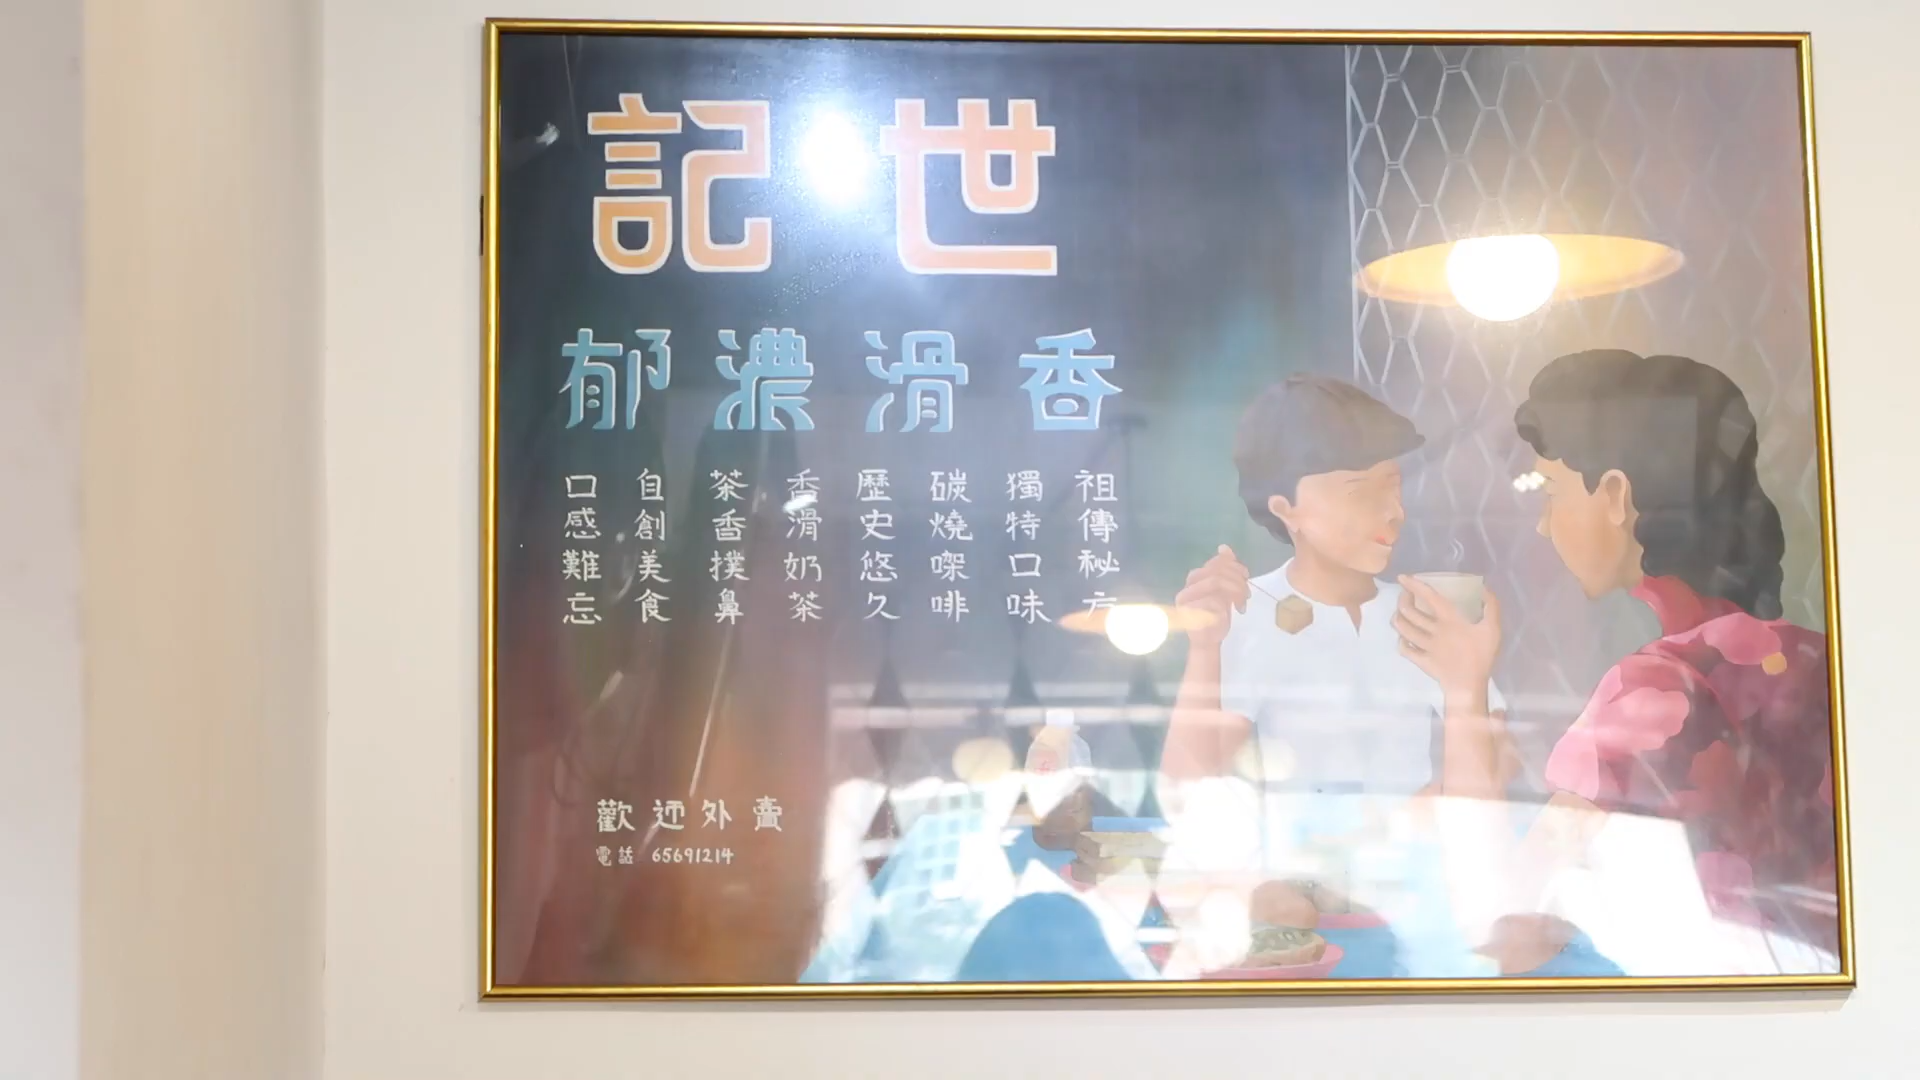 世記
香滑濃郁
祖傳秘方
獨特口味
碳燒㗎啡
歷史悠久
香滑奶茶
茶香撲鼻
自創美食
口感難忘
歡迎外賣
電話 65691214